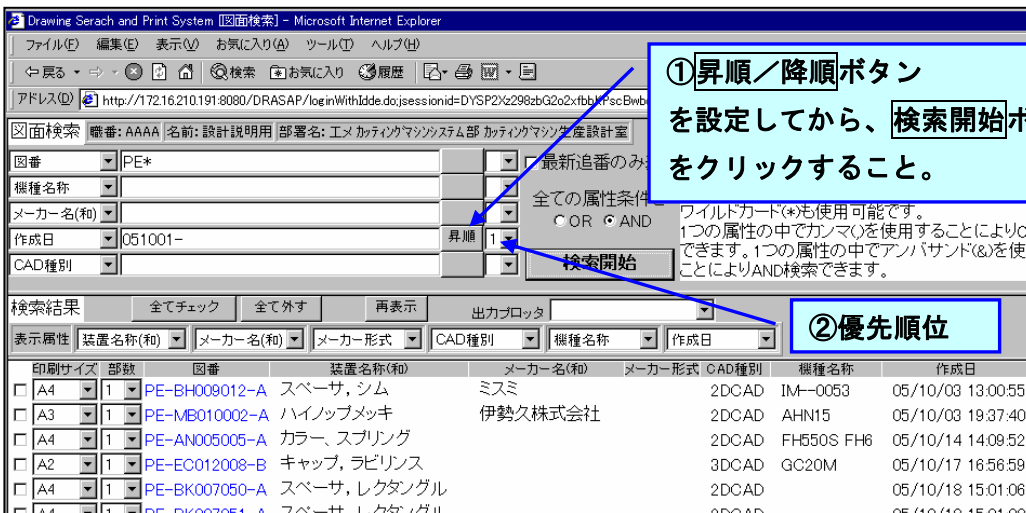 Drawing Serach and Print System [図面検索] - Microsoft Internet Explorer
ファイル(F) 編集(E) 表示(V) お気に入り(A) ツール(T) ヘルプ(H)
戻る 検索 お気に入り 履歴
アドレス(D) http://172.16.210.191:8080/DRASAP/loginWithIdde.do;jsessionid=DYSP2Xz298zbG2o2xfbb
①昇順／降順ボタン
を設定してから、検索開始ボ
をクリックすること。
図面検索 職番: AAAA 名前: 設計説明用 部署名: エメ カッティングマシンシステム部 カッティングマシン生産設計室
図番 PE* 最新追番のみ
機種名称
全ての属性条件
メーカー名(和) OR AND
ワイルドカード(*)も使用可能です。
作成日 051001- 昇順 1
1つの属性の中でカンマ(,)を使用することによりO
できます。1つの属性の中でアンパサンド(&)を使
CAD種別 検索開始
ことによりAND検索できます。
検索結果 全てチェック 全て外す 再表示 出力プロッタ
②優先順位
表示属性 装置名称(和) メーカー名(和) メーカー形式 CAD種別 機種名称 作成日
印刷サイズ 部数 図番 装置名称(和) メーカー名(和) メーカー形式 CAD種別 機種名称 作成日
A4 1 PE-BH009012-A スペーサ, シム ミスミ 2DCAD IM--0053 05/10/03 13:00:55
A3 1 PE-MB010002-A ハイノップメッキ 伊勢久株式会社 2DCAD AHN15 05/10/03 19:37:40
A4 1 PE-AN005005-A カラー、スプリング 2DCAD FH550S FH6 05/10/14 14:09:52
A2 1 PE-EC012008-B キャップ, ラビリンス 3DCAD GC20M 05/10/17 16:56:59
A4 1 PE-BK007050-A スペーサ, レクタングル 2DCAD 05/10/18 15:01:06